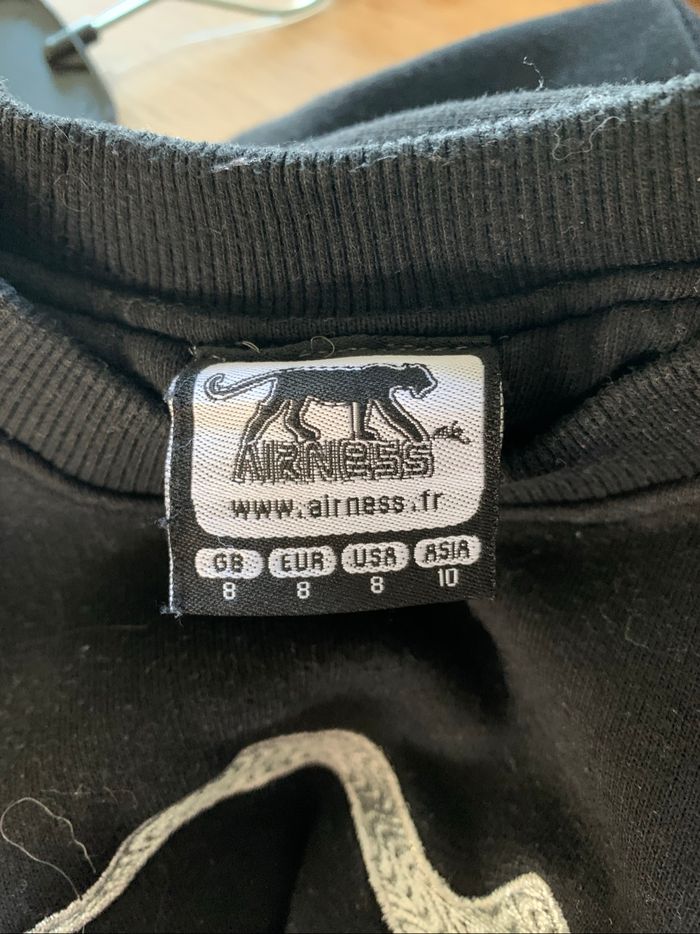 AIRNESS
www.airness.fr
GB EUR USA ASIA
8 8 8 10